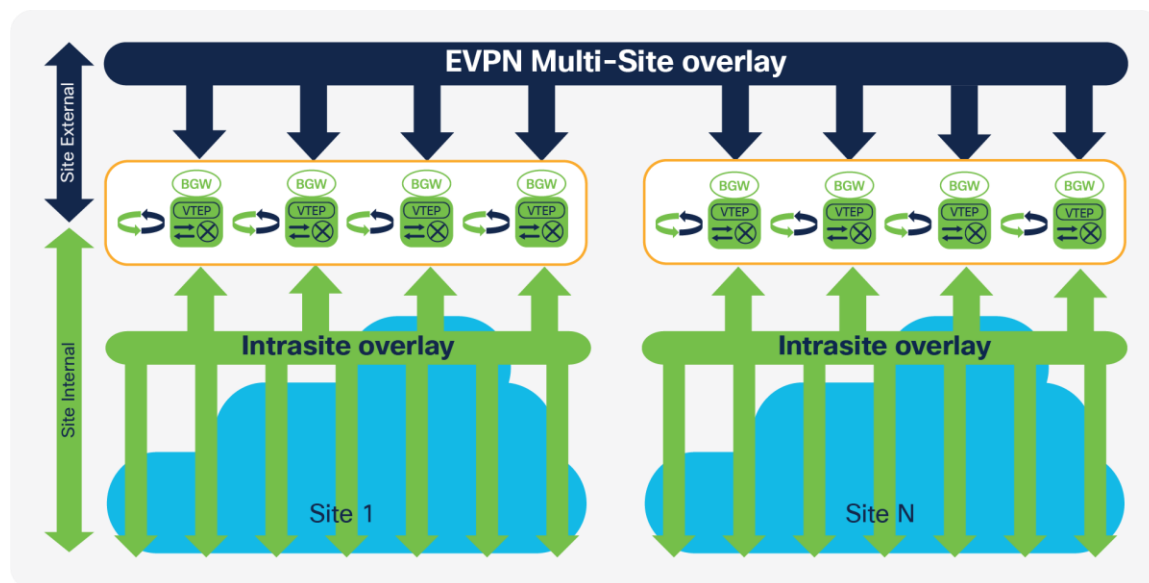 EVPN Multi-Site overlay
Site External
BGW
BGW
BGW
BGW
BGW
BGW
BGW
BGW
VTEP
VTEP
VTEP
VTEP
VTEP
VTEP
VTEP
VTEP
Site Internal
Intrasite overlay
Intrasite overlay
Site 1
Site N